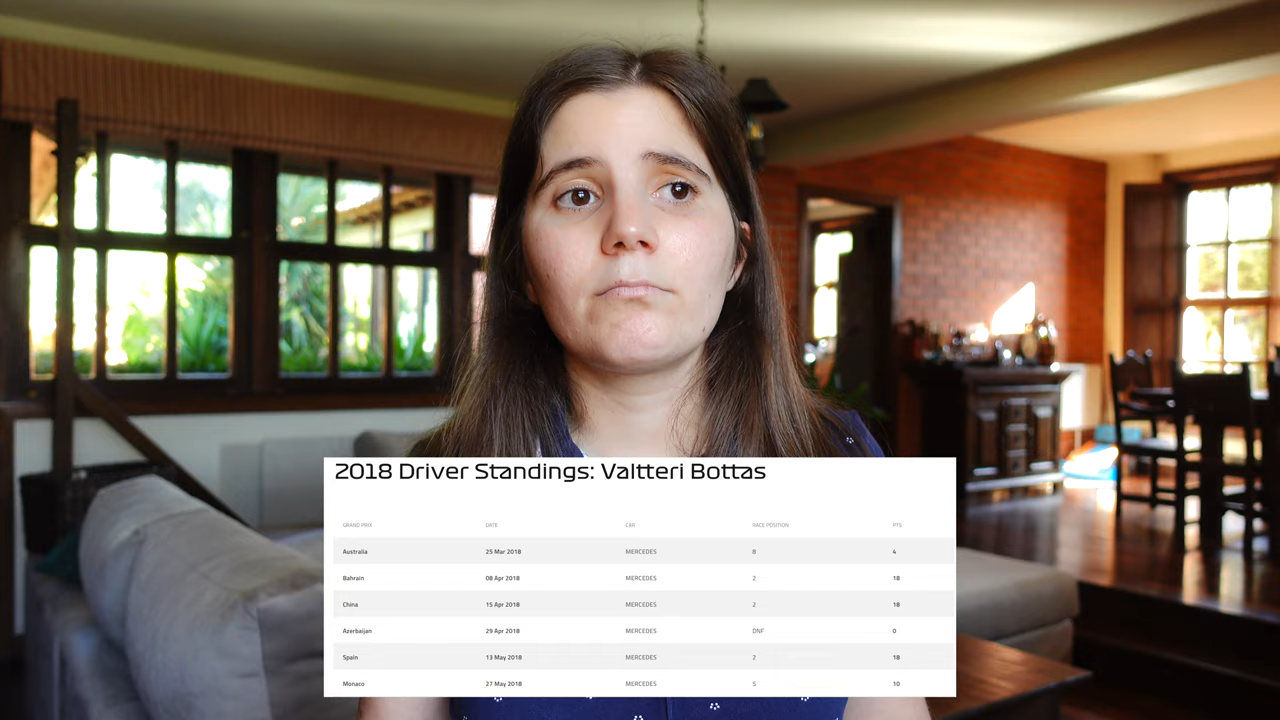 2018 Driver Standings: Valtteri Bottas
GRAND PRIX DATE CAR RACE POSITION PTS
Australia 25 Mar 2018 MERCEDES 8 4
Bahrain 08 Apr 2018 MERCEDES 2 18
China 15 Apr 2018 MERCEDES 2 18
Azerbaijan 29 Apr 2018 MERCEDES DNF 0
Spain 13 May 2018 MERCEDES 2 18
Monaco 27 May 2018 MERCEDES 5 10